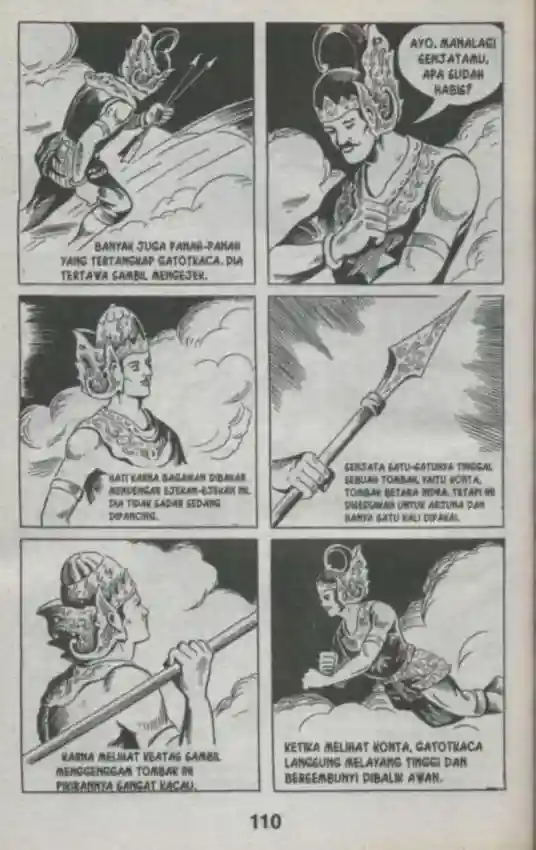 BANYAK JUGA PANAH-PANAH
YANG TERTANGKAP GATOTKACA. DIA
TERTAWA SAMBIL MENGEJEK.
AYO, MANALAGI
SENJATAMU,
APA SUDAH
HABIS?
HATI KARNA BAGAIKAN DIBAKAR
MENDENGAR EJEKAN-EJEKAN INI.
DIA TIDAK SADAR SEDANG
DIPANCING.
SENJATA SATU-SATUNYA TINGGAL
SEBUAH TOMBAK, YAITU KONTA,
TOMBAK BETARA INDRA. TETAPI INI
DISEDIAKAN UNTUK ARJUNA DAN
HANYA SATU KALI DIPAKAI.
KARNA MELIHAT KEATAS SAMBIL
MENGGENGGAM TOMBAK INI
PIKIRANNYA SANGAT KACAU.
KETIKA MELIHAT KONTA, GATOTKACA
LANGSUNG MELAYANG TINGGI DAN
BERSEMBUNYI DIBALIK AWAN.
110